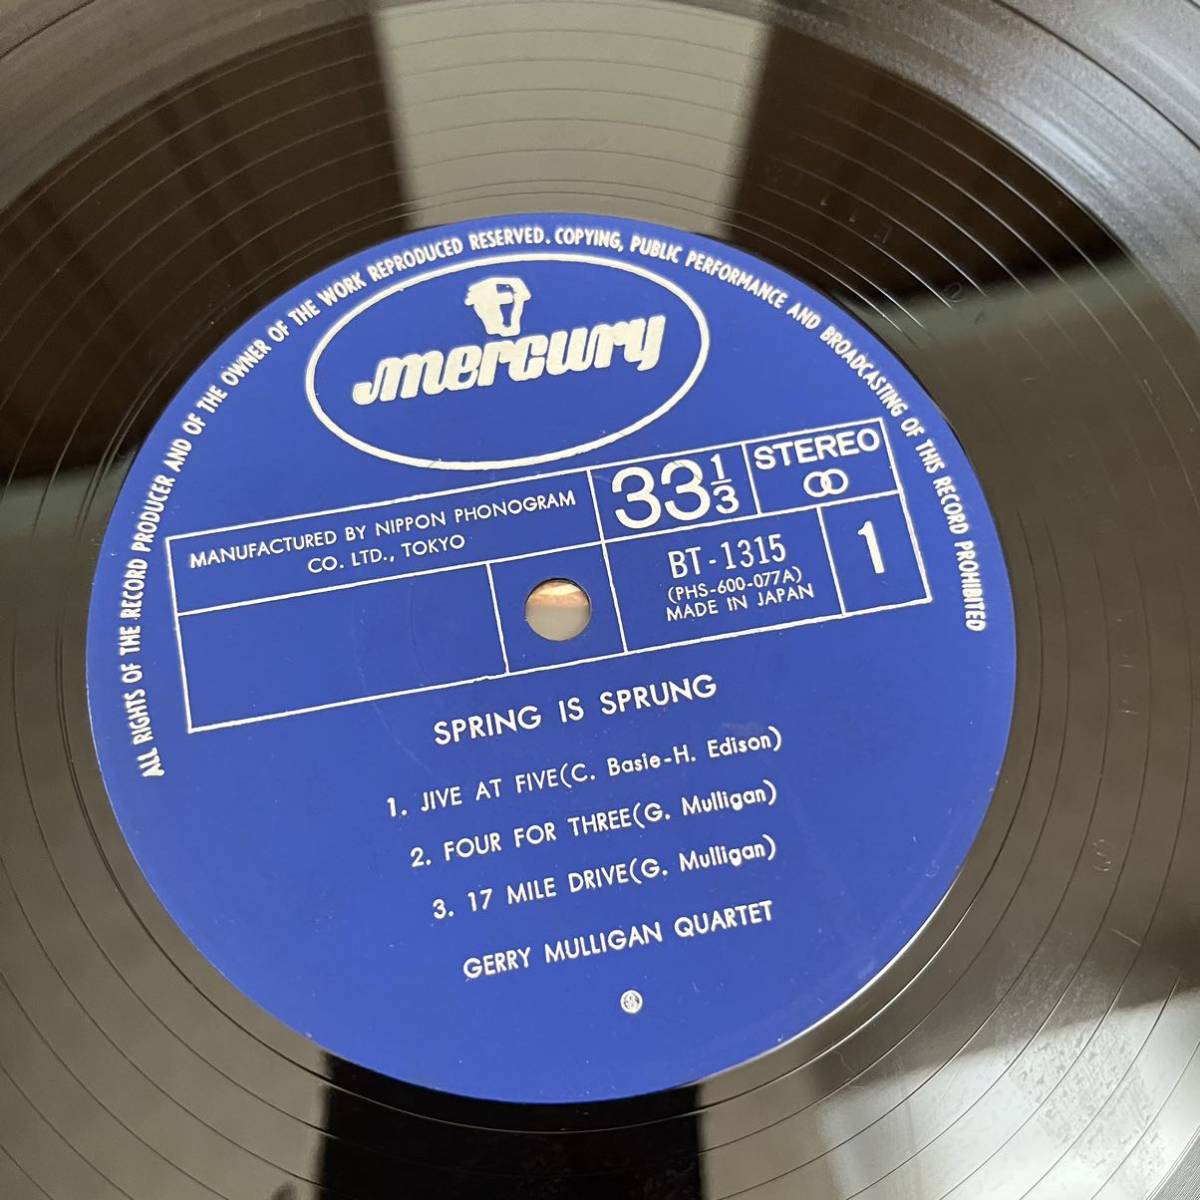 ALL RIGHTS OF THE RECORD PRODUCER AND OF THE OWNER OF THE WORK REPRODUCED RESERVED. COPYING, PUBLIC PERFORMANCE AND BROADCASTING OF THIS RECORD PROHIBITED
mercury
MANUFACTURED BY NIPPON PHONOGRAM
CO. LTD., TOKYO
33 1/3
STEREO
BT-1315
(PHS-600-077A)
MADE IN JAPAN
1
SPRING IS SPRUNG
1. JIVE AT FIVE(C. Basie-H. Edison)
2. FOUR FOR THREE(G. Mulligan)
3. 17 MILE DRIVE(G. Mulligan)
GERRY MULLIGAN QUARTET